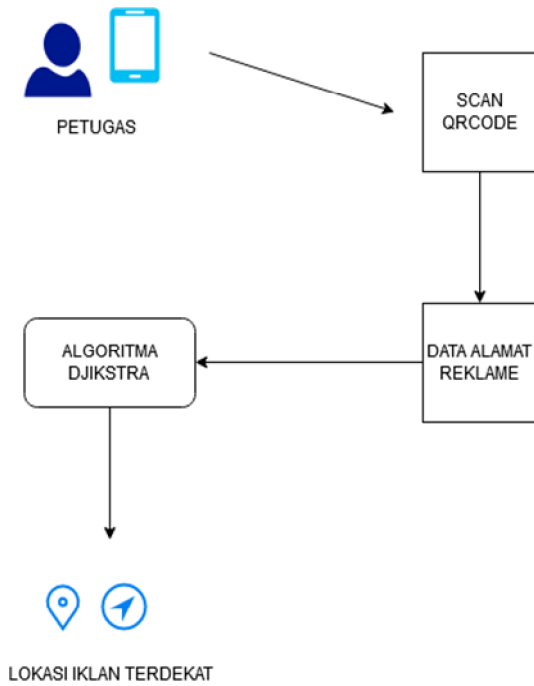 PETUGAS
SCAN
QRCODE
ALGORITMA
DJIKSTRA
DATA ALAMAT
REKLAME
LOKASI IKLAN TERDEKAT